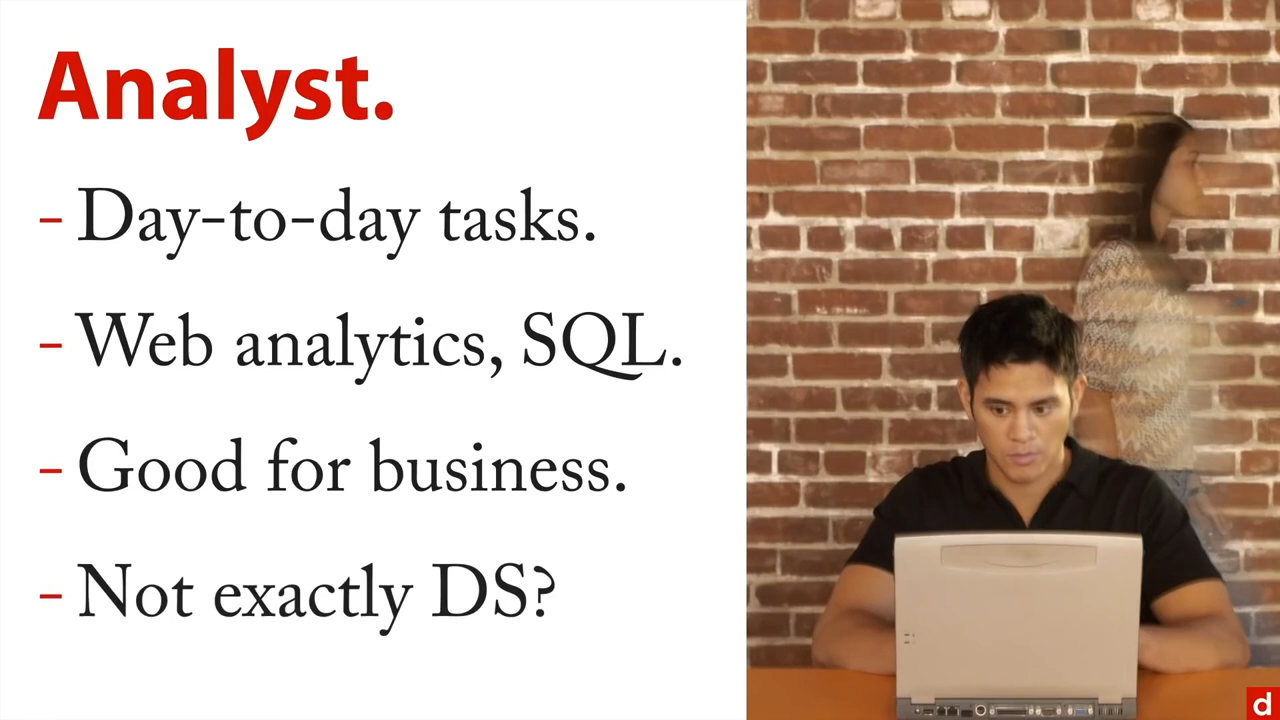 Analyst.
- Day-to-day tasks.
- Web analytics, SQL.
- Good for business.
- Not exactly DS?
d